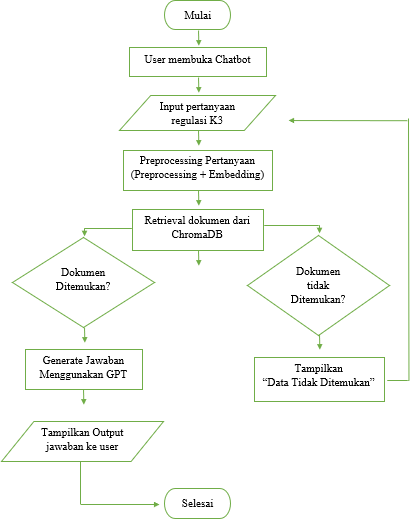 Mulai
User membuka Chatbot
Input pertanyaan
regulasi K3
Preprocessing Pertanyaan
(Preprocessing + Embedding)
Retrieval dokumen dari
ChromaDB
Dokumen
Ditemukan?
Dokumen
tidak
Ditemukan?
Generate Jawaban
Menggunakan GPT
Tampilkan
“Data Tidak Ditemukan”
Tampilkan Output
jawaban ke user
Selesai